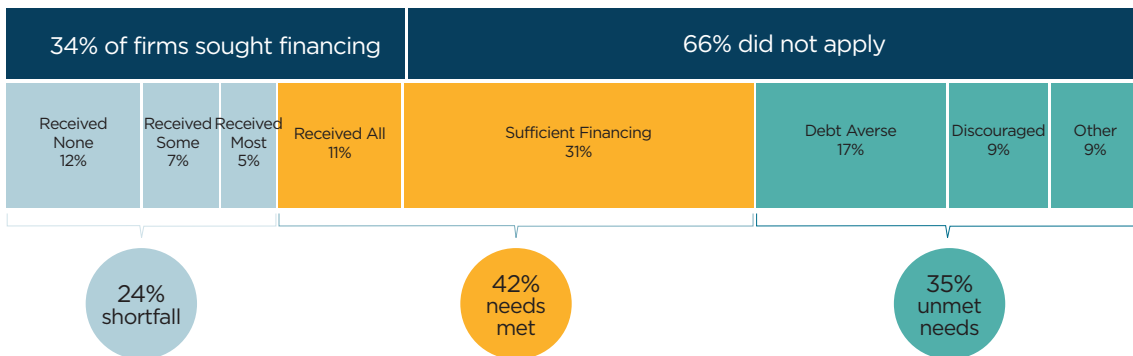 34% of firms sought financing
66% did not apply
Received
None
12%
Received
Some
7%
Received
Most
5%
Received All
11%
Sufficient Financing
31%
Debt Averse
17%
Discouraged
9%
Other
9%
24%
shortfall
42%
needs
met
35%
unmet
needs